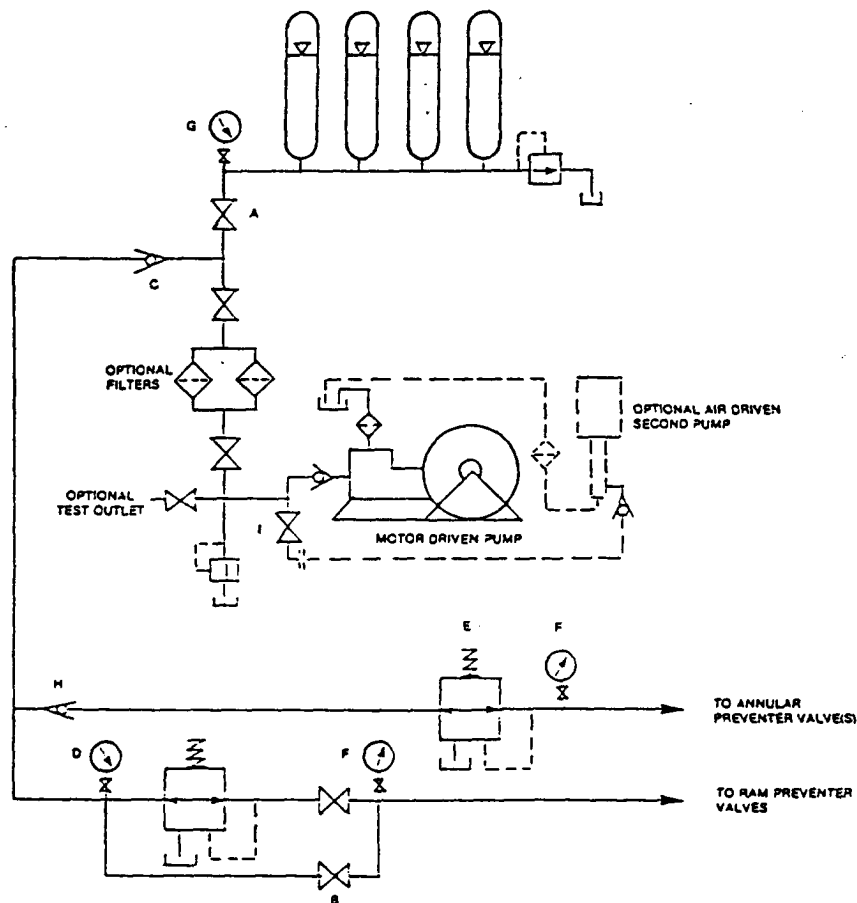 G
A
C
OPTIONAL
FILTERS
OPTIONAL AIR DRIVEN
SECOND PUMP
OPTIONAL
TEST OUTLET
I
MOTOR DRIVEN PUMP
E
F
H
TO ANNULAR
PREVENTER VALVE(S)
D
F
TO RAM PREVENTER
VALVES
B